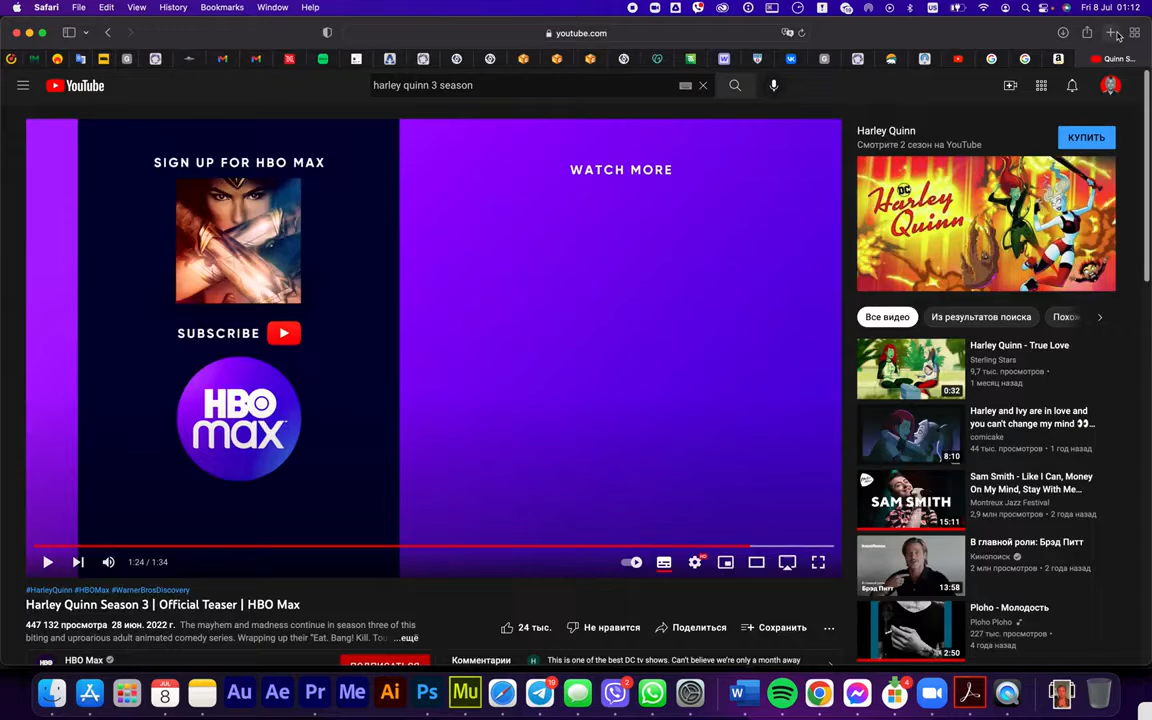 Safari File Edit View History Bookmarks Window Help
Fri 8 Jul 01:12
youtube.com
Quinn S...
YouTube
harley quinn 3 season
SIGN UP FOR HBO MAX
WATCH MORE
SUBSCRIBE
HBO
max
1:24 / 1:34
#HarleyQuinn #HBOMax #WarnerBrosDiscovery
Harley Quinn Season 3 | Official Teaser | HBO Max
447 132 просмотра 28 июн. 2022 г. The mayhem and madness continue in season three of this
biting and uproarious adult animated comedy series. Wrapping up their "Eat. Bang! Kill. Tou ...ещё
24 тыс. Не нравится Поделиться Сохранить
HBO Max
ПОДПИСАТЬСЯ
Комментарии
H This is one of the best DC tv shows. Can't believe we're only a month away
Harley Quinn
Смотрите 2 сезон на YouTube
КУПИТЬ
DC
Harley
Quinn
Все видео Из результатов поиска Похож
Harley Quinn - True Love
Sterling Stars
9,7 тыс. просмотров •
1 месяц назад
0:32
Harley and Ivy are in love and
you can't change my mind 👀...
comicake
44 тыс. просмотров • 1 год назад
8:10
Sam Smith - Like I Can, Money
On My Mind, Stay With Me...
Montreux Jazz Festival
2,9 млн просмотров • 2 года назад
SAM SMITH
15:11
В главной роли: Брэд Питт
Кинопоиск
2 млн просмотров • 2 года назад
13:58
Ploho - Молодость
Ploho Ploho
227 тыс. просмотров •
4 года назад
2:50
JUL
8
Au Ae Pr Me Ai Ps Mu
19
2
W
4